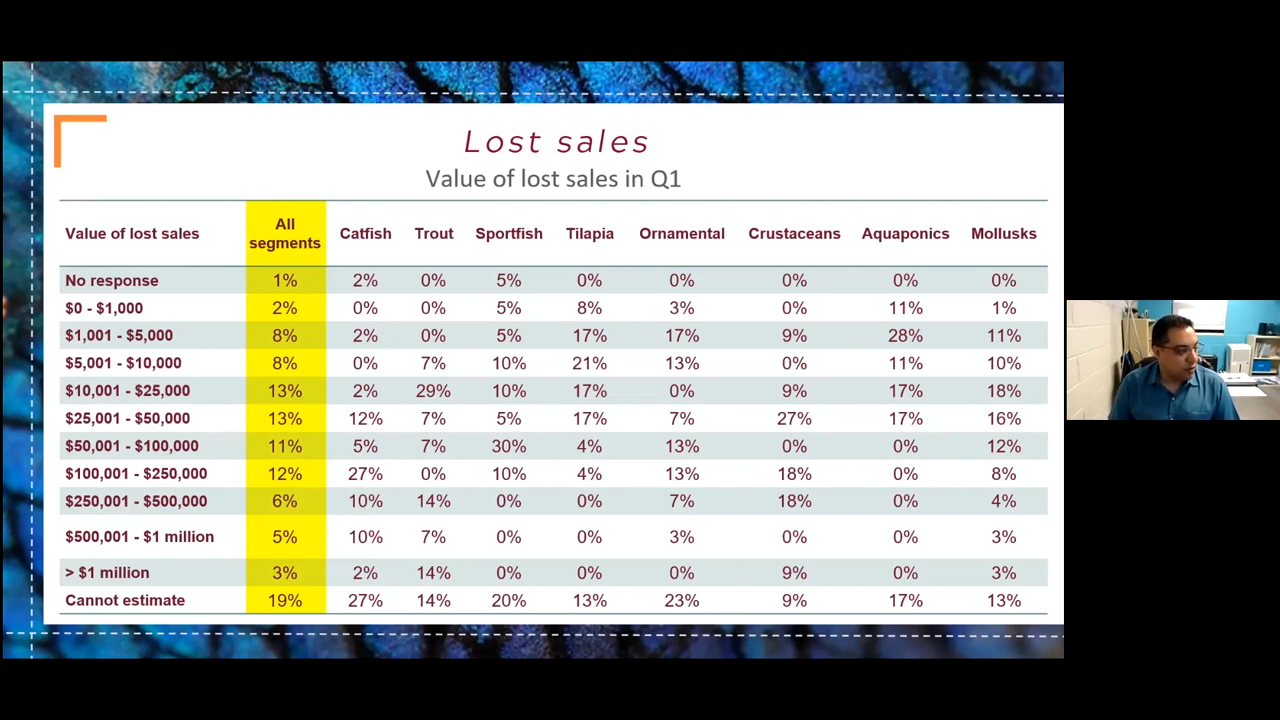 Lost sales
Value of lost sales in Q1
Value of lost sales All segments Catfish Trout Sportfish Tilapia Ornamental Crustaceans Aquaponics Mollusks
No response 1% 2% 0% 5% 0% 0% 0% 0% 0%
$0 - $1,000 2% 0% 0% 5% 8% 3% 0% 11% 1%
$1,001 - $5,000 8% 2% 0% 5% 17% 17% 9% 28% 11%
$5,001 - $10,000 8% 0% 7% 10% 21% 13% 0% 11% 10%
$10,001 - $25,000 13% 2% 29% 10% 17% 0% 9% 17% 18%
$25,001 - $50,000 13% 12% 7% 5% 17% 7% 27% 17% 16%
$50,001 - $100,000 11% 5% 7% 30% 4% 13% 0% 0% 12%
$100,001 - $250,000 12% 27% 0% 10% 4% 13% 18% 0% 8%
$250,001 - $500,000 6% 10% 14% 0% 0% 7% 18% 0% 4%
$500,001 - $1 million 5% 10% 7% 0% 0% 3% 0% 0% 3%
> $1 million 3% 2% 14% 0% 0% 0% 9% 0% 3%
Cannot estimate 19% 27% 14% 20% 13% 23% 9% 17% 13%